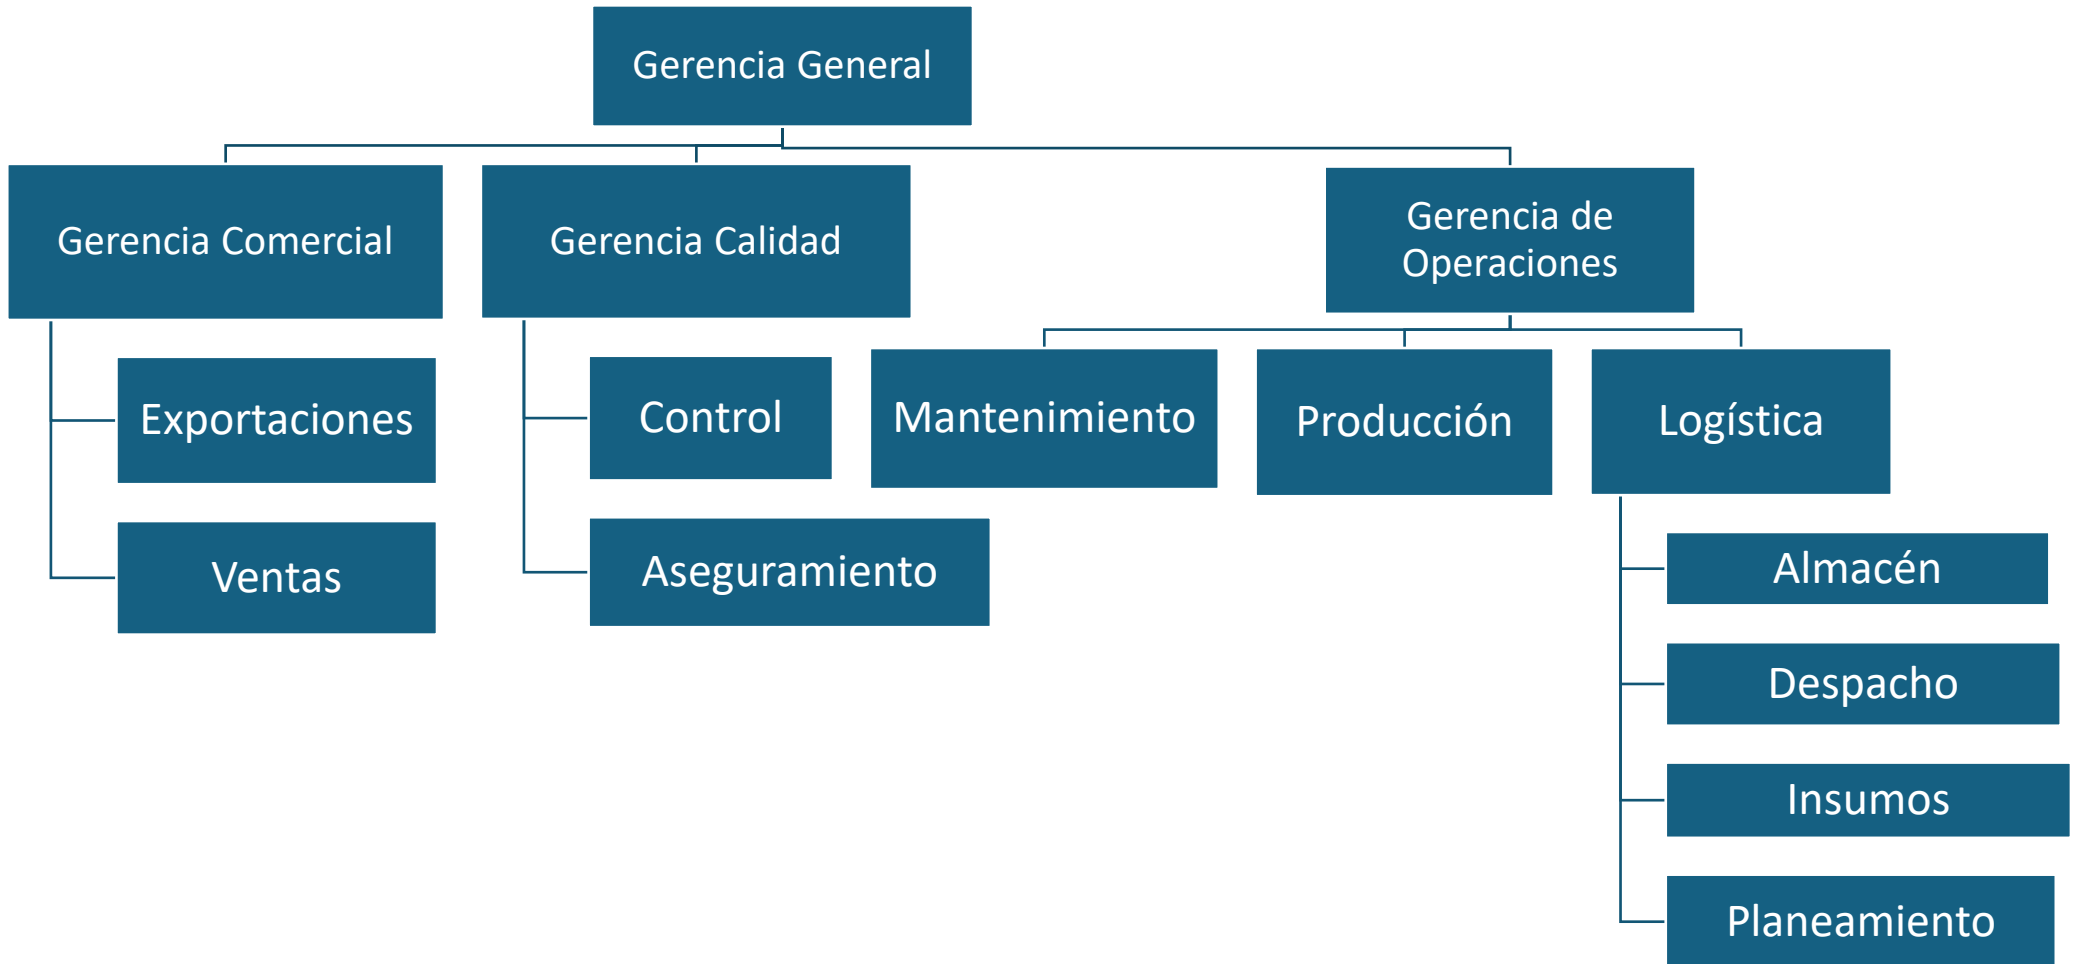 Gerencia General
Gerencia Comercial
Gerencia Calidad
Gerencia de
Operaciones
Exportaciones
Ventas
Control
Aseguramiento
Mantenimiento
Producción
Logística
Almacén
Despacho
Insumos
Planeamiento